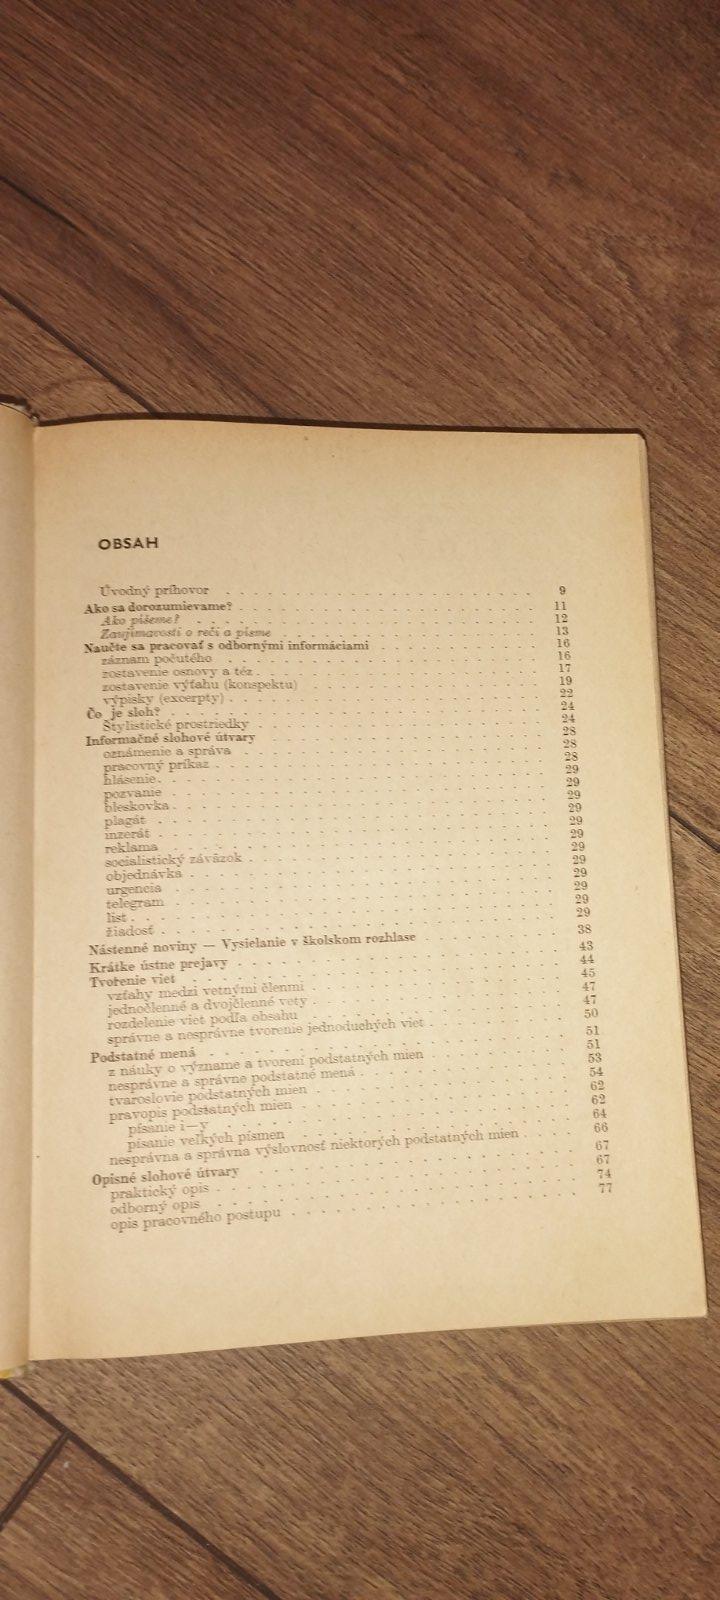 OBSAH
Úvodný príhovor . . . . . . . . . . . . . . . . . . . . 9
Ako sa dorozumievame? . . . . . . . . . . . . . . . . . . . . 11
Ako píšeme? . . . . . . . . . . . . . . . . . . . . 12
Zaujímavosti o reči a písme . . . . . . . . . . . . . . . . . . . . 13
Naučte sa pracovať s odbornými informáciami . . . . . . . . . . 16
záznam počutého . . . . . . . . . . . . . . . . . . . . 16
zostavenie osnovy a téz . . . . . . . . . . . . . . . . . . . . 17
zostavenie výťahu (konspektu) . . . . . . . . . . . . . . . 19
výpisky (excerpty) . . . . . . . . . . . . . . . . . . . . 22
Čo je sloh? . . . . . . . . . . . . . . . . . . . . 24
Štylistické prostriedky . . . . . . . . . . . . . . . . . . . . 24
Informačné slohové útvary . . . . . . . . . . . . . . . . . . . . 28
oznámenie a správa . . . . . . . . . . . . . . . . . . . . 28
pracovný príkaz . . . . . . . . . . . . . . . . . . . . 28
hlásenie . . . . . . . . . . . . . . . . . . . . 29
pozvanie . . . . . . . . . . . . . . . . . . . . 29
bleskovka . . . . . . . . . . . . . . . . . . . . 29
plagát . . . . . . . . . . . . . . . . . . . . 29
inzerát . . . . . . . . . . . . . . . . . . . . 29
reklama . . . . . . . . . . . . . . . . . . . . 29
socialistický záväzok . . . . . . . . . . . . . . . . . . . . 29
objednávka . . . . . . . . . . . . . . . . . . . . 29
urgencia . . . . . . . . . . . . . . . . . . . . 29
telegram . . . . . . . . . . . . . . . . . . . . 29
list . . . . . . . . . . . . . . . . . . . . 29
žiadosť . . . . . . . . . . . . . . . . . . . . 29
Nástenné noviny — Vysielanie v školskom rozhlase . . . . . . . . 38
Krátke ústne prejavy . . . . . . . . . . . . . . . . . . . . 43
Tvorenie viet . . . . . . . . . . . . . . . . . . . . 44
vzťahy medzi vetnými členmi . . . . . . . . . . . . . . . 45
jednočlenné a dvojčlenné vety . . . . . . . . . . . . . . . 47
rozdelenie viet podľa obsahu . . . . . . . . . . . . . . . 47
správne a nesprávne tvorenie jednoduchých viet . . . . . . . . 50
Podstatné mená . . . . . . . . . . . . . . . . . . . . 51
z náuky o význame a tvorení podstatných mien . . . . . . . . 51
nesprávne a správne podstatné mená . . . . . . . . . . . . 53
tvaroslovie podstatných mien . . . . . . . . . . . . . . . 54
pravopis podstatných mien . . . . . . . . . . . . . . . 62
písanie i—y . . . . . . . . . . . . . . . . . . . . 62
písanie veľkých písmen . . . . . . . . . . . . . . . 64
nesprávna a správna výslovnosť niektorých podstatných mien . . . . 66
Opisné slohové útvary . . . . . . . . . . . . . . . . . . . . 67
praktický opis . . . . . . . . . . . . . . . . . . . . 67
odborný opis . . . . . . . . . . . . . . . . . . . . 74
opis pracovného postupu . . . . . . . . . . . . . . . . . . . . 77